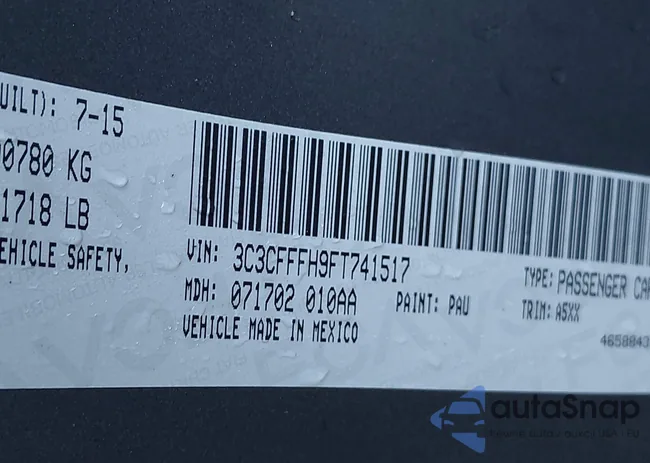 UILT): 7-15
0780 KG
1718 LB
EHICLE SAFETY,
VIN: 3C3CFFFH9FT741517
MDH: 071702 010AA PAINT: PAU
VEHICLE MADE IN MEXICO
TYPE: PASSENGER CAR
TRIM: A5XX
4658843
autoSnap